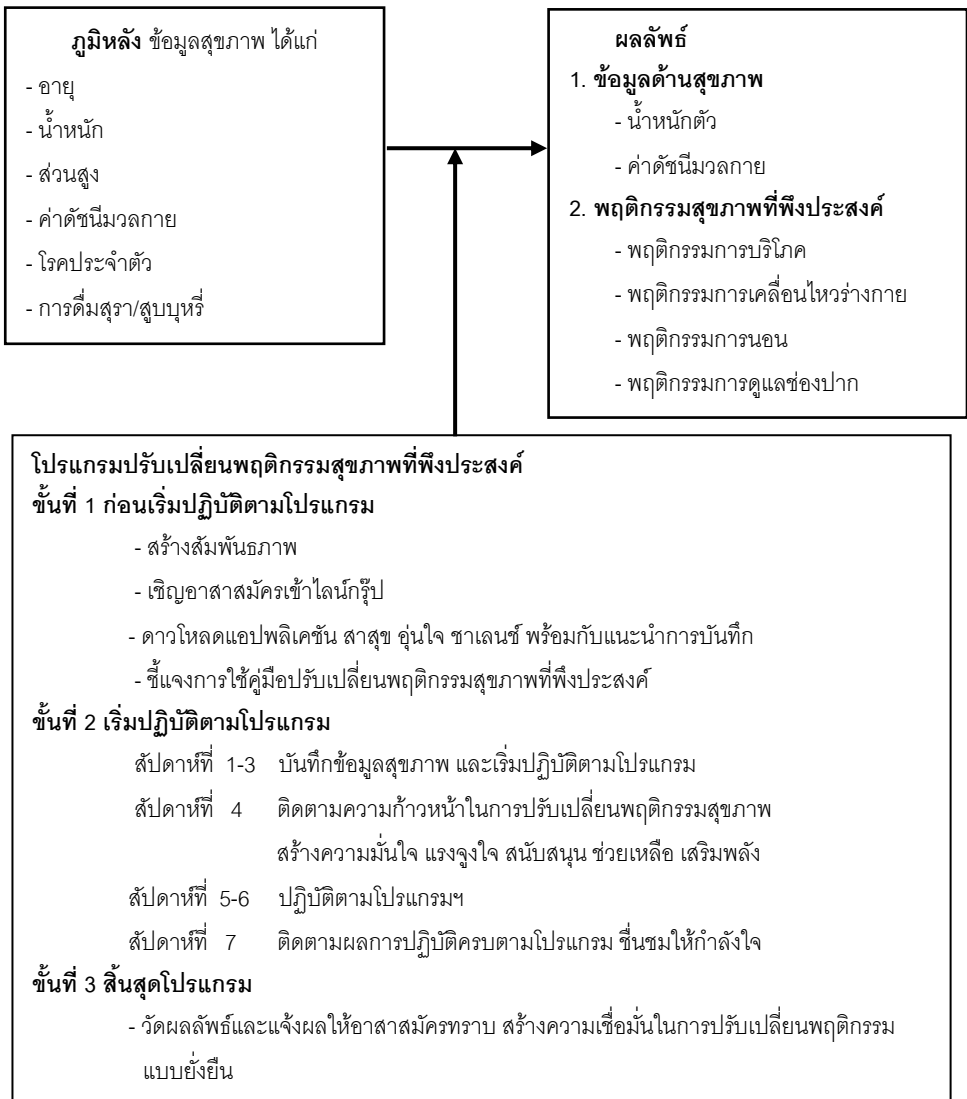 ภูมิหลัง ข้อมูลสุขภาพ ได้แก่
- อายุ
- น้ำหนัก
- ส่วนสูง
- ค่าดัชนีมวลกาย
- โรคประจำตัว
- การดื่มสุรา/สูบบุหรี่
ผลลัพธ์
1. ข้อมูลด้านสุขภาพ
- น้ำหนักตัว
- ค่าดัชนีมวลกาย
2. พฤติกรรมสุขภาพที่พึงประสงค์
- พฤติกรรมการบริโภค
- พฤติกรรมการเคลื่อนไหวร่างกาย
- พฤติกรรมการนอน
- พฤติกรรมการดูแลช่องปาก
โปรแกรมปรับเปลี่ยนพฤติกรรมสุขภาพที่พึงประสงค์
ขั้นที่ 1 ก่อนเริ่มปฏิบัติตามโปรแกรม
- สร้างสัมพันธภาพ
- เชิญอาสาสมัครเข้าไลน์กรุ๊ป
- ดาวโหลดแอปพลิเคชัน สาสุข อุ่นใจ ชาเลนช์ พร้อมกับแนะนำการบันทึก
- ชี้แจงการใช้คู่มือปรับเปลี่ยนพฤติกรรมสุขภาพที่พึงประสงค์
ขั้นที่ 2 เริ่มปฏิบัติตามโปรแกรม
สัปดาห์ที่ 1-3 บันทึกข้อมูลสุขภาพ และเริ่มปฏิบัติตามโปรแกรม
สัปดาห์ที่ 4 ติดตามความก้าวหน้าในการปรับเปลี่ยนพฤติกรรมสุขภาพ
สร้างความมั่นใจ แรงจูงใจ สนับสนุน ช่วยเหลือ เสริมพลัง
สัปดาห์ที่ 5-6 ปฏิบัติตามโปรแกรมฯ
สัปดาห์ที่ 7 ติดตามผลการปฏิบัติครบตามโปรแกรม ชื่นชมให้กำลังใจ
ขั้นที่ 3 สิ้นสุดโปรแกรม
- วัดผลลัพธ์และแจ้งผลให้อาสาสมัครทราบ สร้างความเชื่อมั่นในการปรับเปลี่ยนพฤติกรรม
แบบยั่งยืน